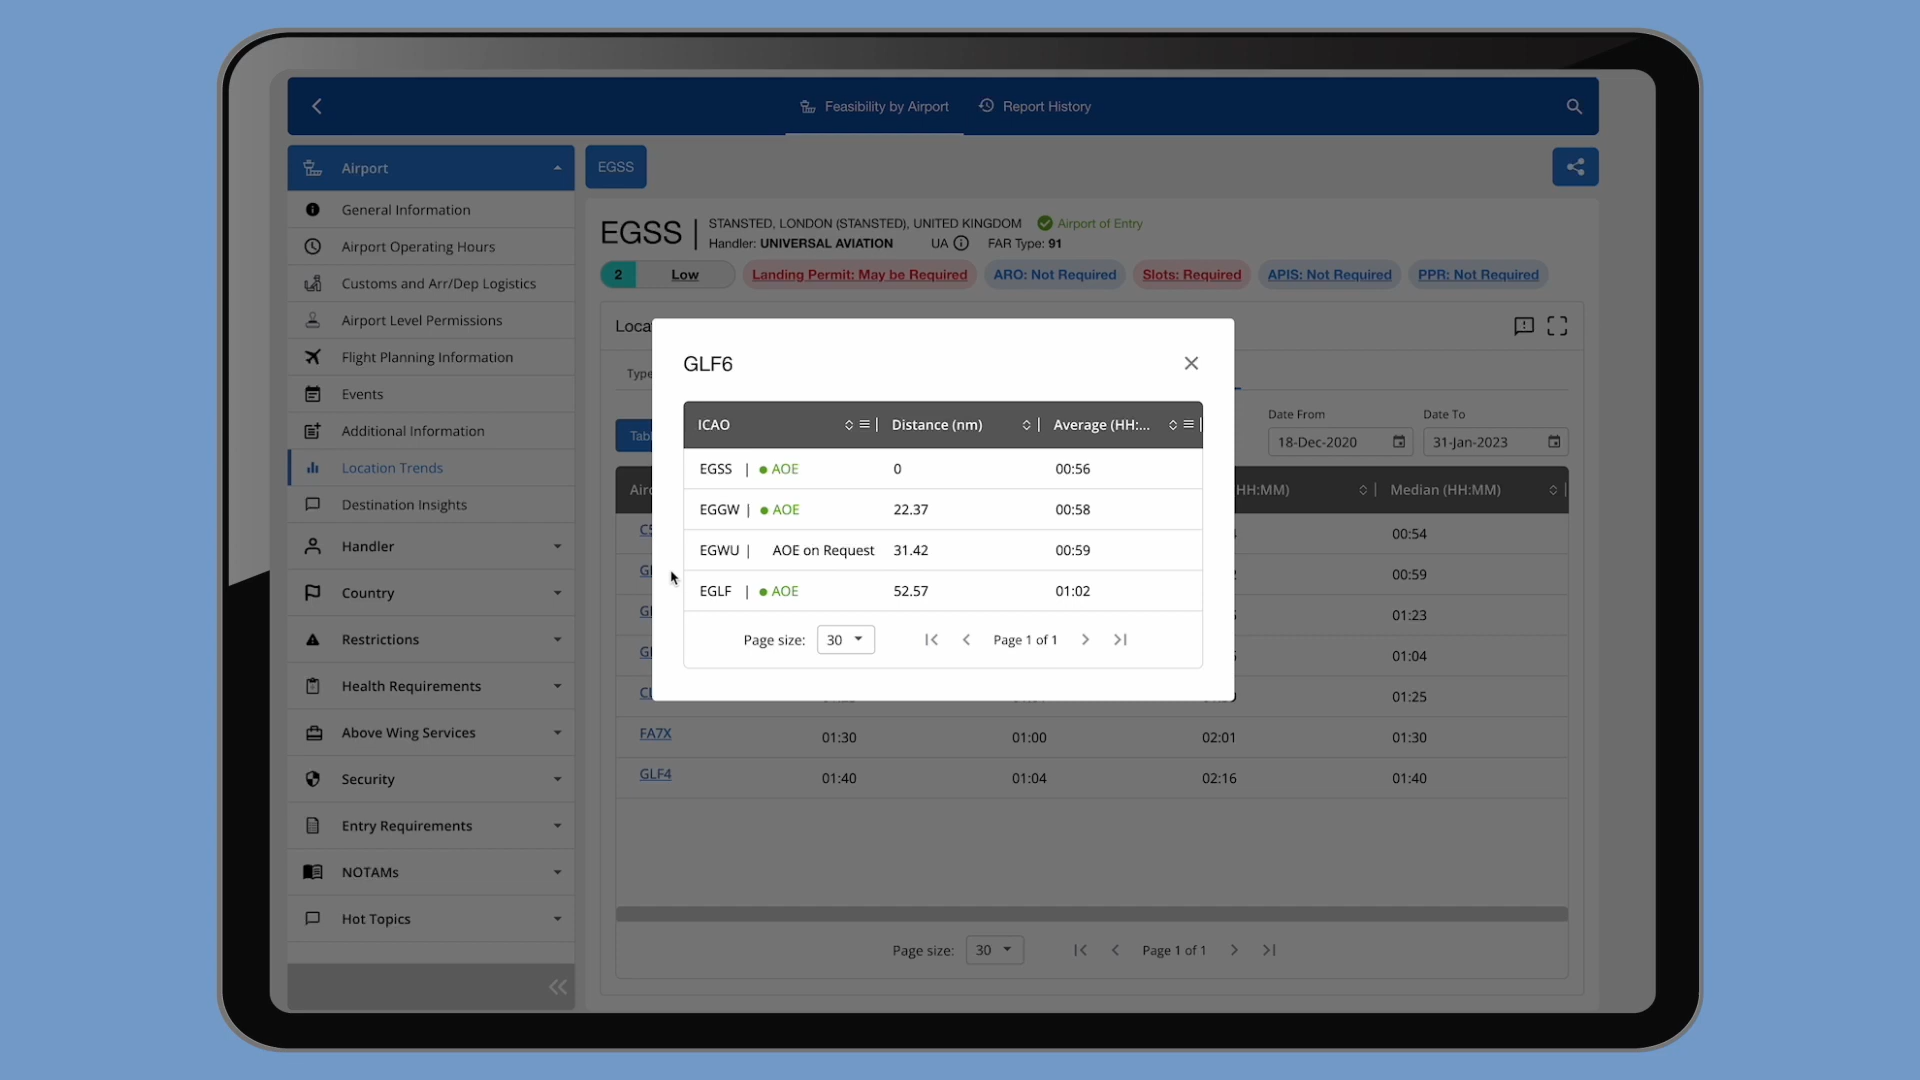 Feasibility by Airport
Report History
Airport
General Information
Airport Operating Hours
Customs and Arr/Dep Logistics
Airport Level Permissions
Flight Planning Information
Events
Additional Information
Location Trends
Destination Insights
Handler
Country
Restrictions
Health Requirements
Above Wing Services
Security
Entry Requirements
NOTAMs
Hot Topics
EGSS
EGSS
STANSTED, LONDON (STANSTED), UNITED KINGDOM Airport of Entry
Handler: UNIVERSAL AVIATION UA FAR Type: 91
2 Low Landing Permit: May be Required ARO: Not Required Slots: Required APIS: Not Required PPR: Not Required
Type
Date From Date To
18-Dec-2020 31-Jan-2023
HH:MM) Median (HH:MM)
00:54
00:59
01:23
01:04
01:25
FA7X 01:30 01:00 02:01 01:30
GLF4 01:40 01:04 02:16 01:40
Page size: 30 Page 1 of 1
GLF6
ICAO Distance (nm) Average (HH:...
EGSS | AOE 0 00:56
EGGW | AOE 22.37 00:58
EGWU | AOE on Request 31.42 00:59
EGLF | AOE 52.57 01:02
Page size: 30 Page 1 of 1